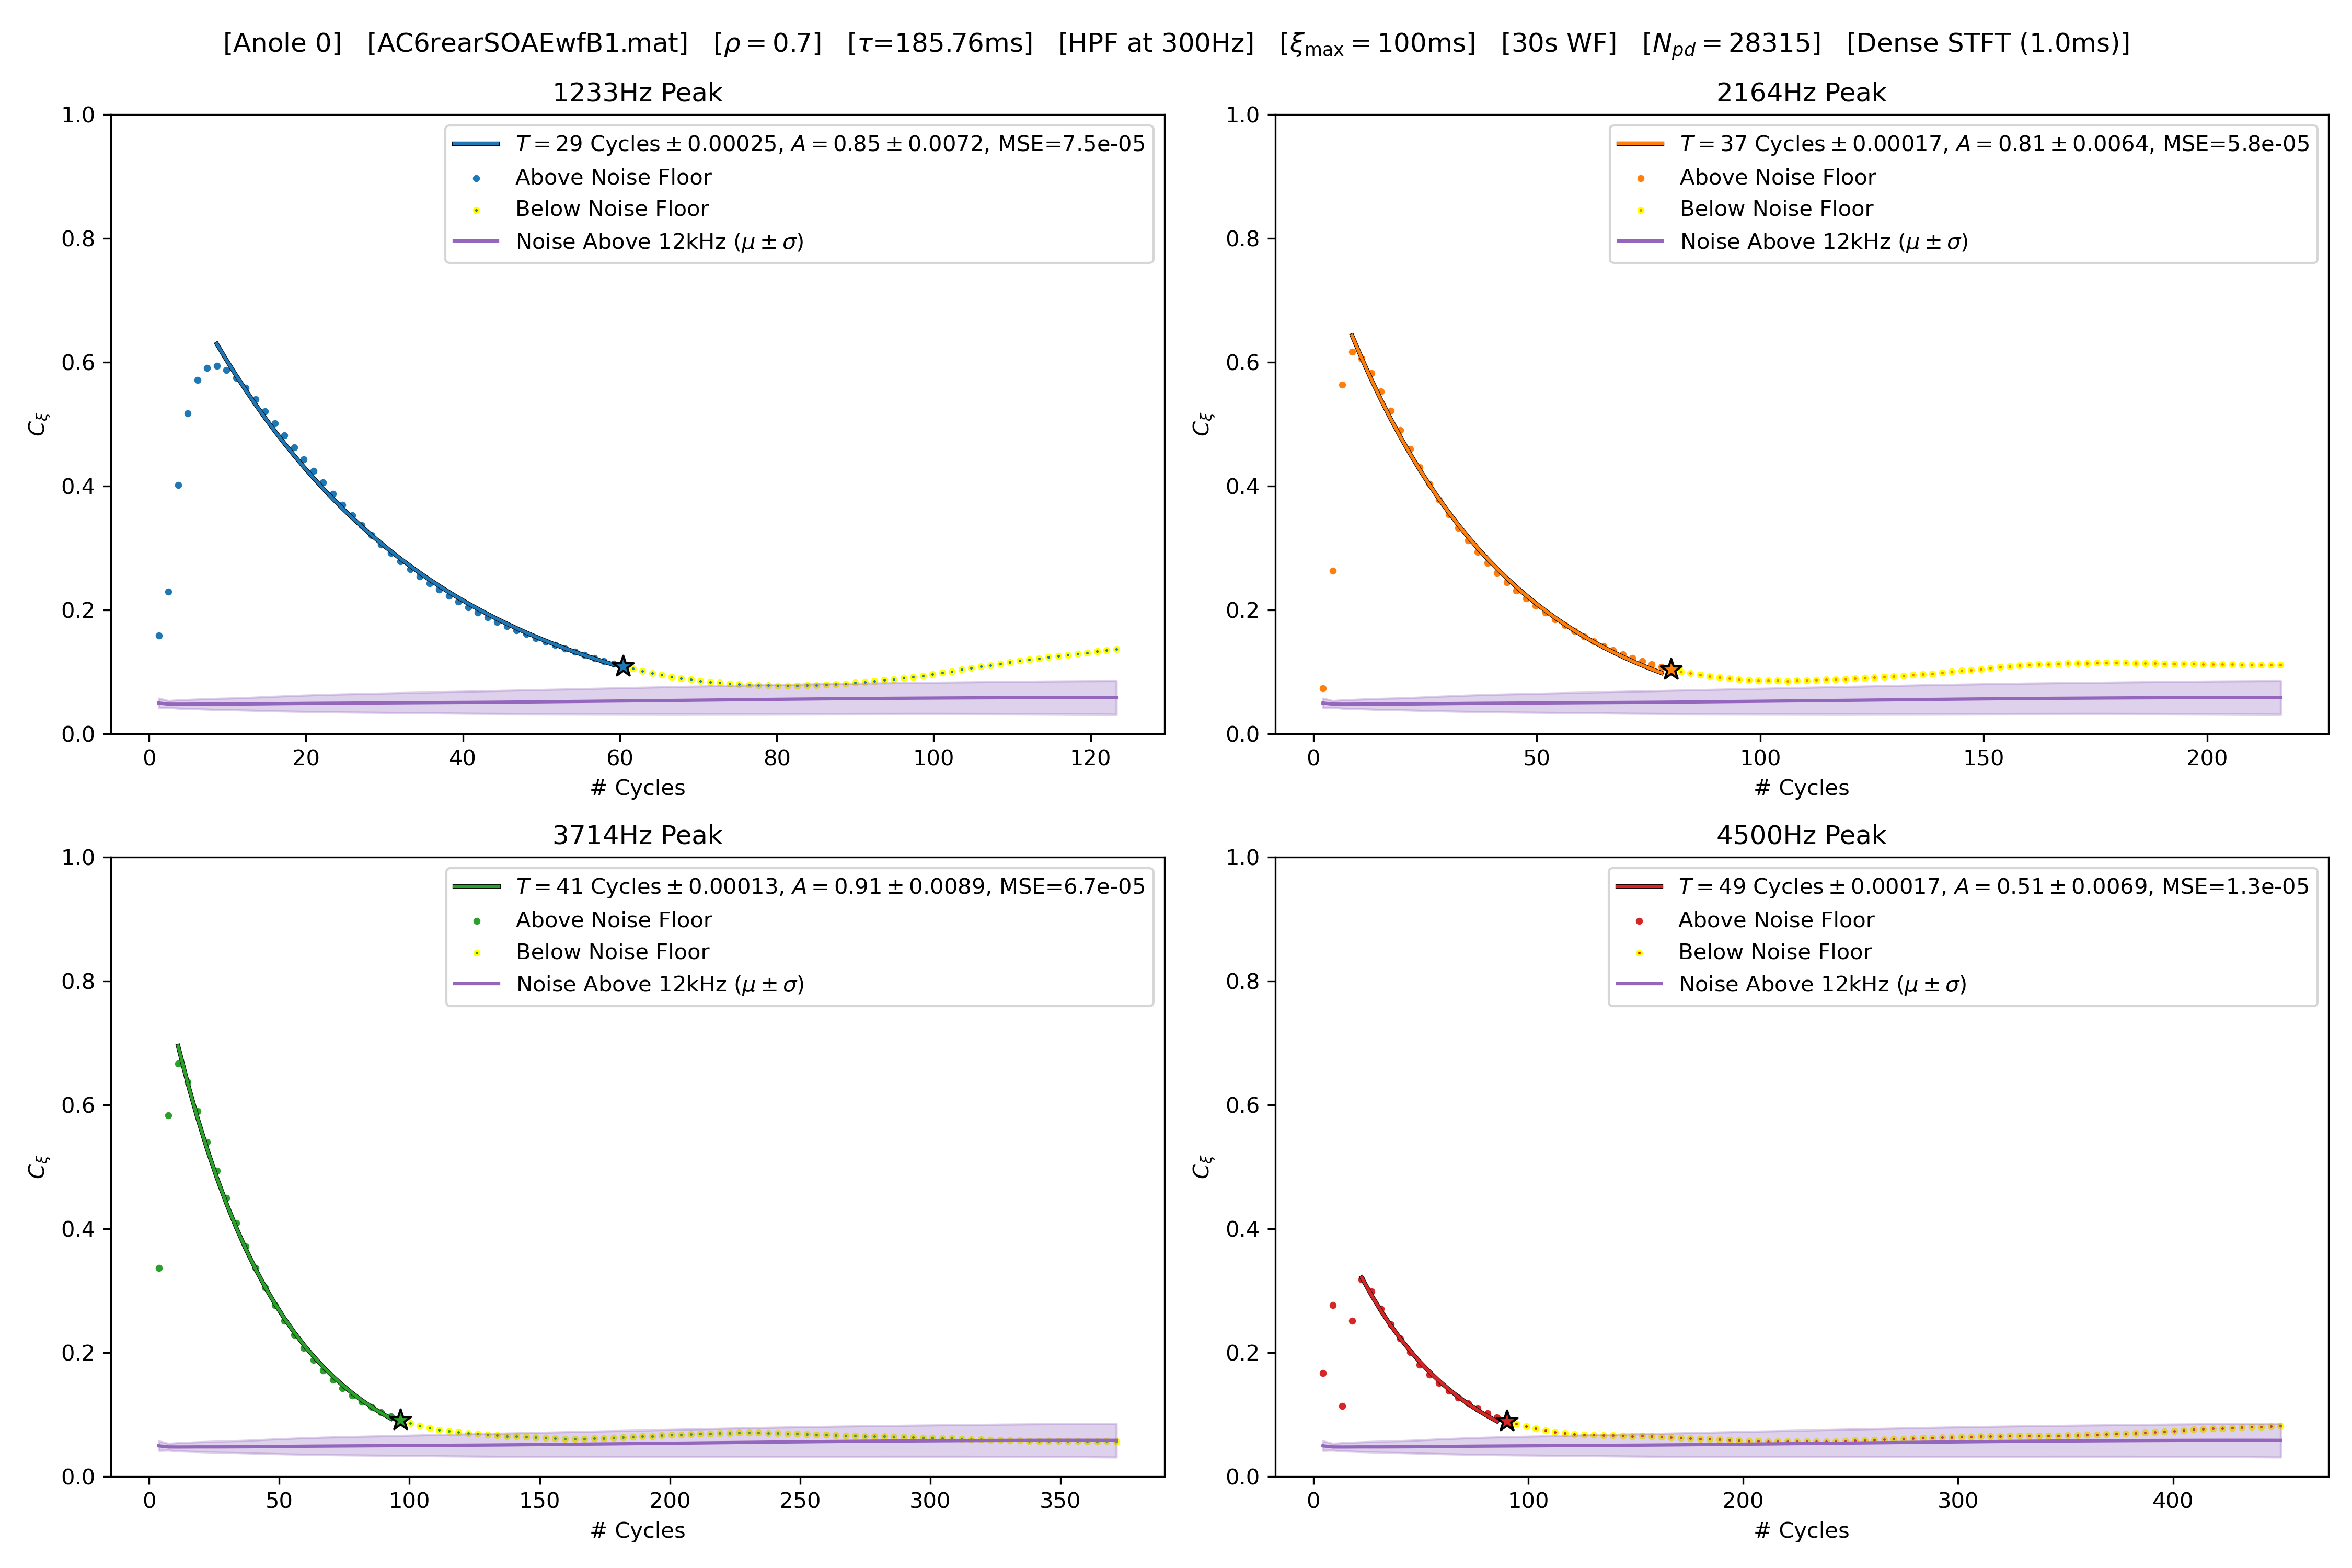 [Anole 0] [AC6rearSOAEwfB1.mat] [ρ = 0.7] [τ=185.76ms] [HPF at 300Hz] [ξmax = 100ms] [30s WF] [Npd = 28315] [Dense STFT (1.0ms)]
1233Hz Peak
T = 29 Cycles ± 0.00025, A = 0.85 ± 0.0072, MSE=7.5e-05
Above Noise Floor
Below Noise Floor
Noise Above 12kHz (μ ± σ)
1.0
0.8
0.6
0.4
0.2
0.0
Cξ
0 20 40 60 80 100 120
# Cycles
2164Hz Peak
T = 37 Cycles ± 0.00017, A = 0.81 ± 0.0064, MSE=5.8e-05
Above Noise Floor
Below Noise Floor
Noise Above 12kHz (μ ± σ)
1.0
0.8
0.6
0.4
0.2
0.0
Cξ
0 50 100 150 200
# Cycles
3714Hz Peak
T = 41 Cycles ± 0.00013, A = 0.91 ± 0.0089, MSE=6.7e-05
Above Noise Floor
Below Noise Floor
Noise Above 12kHz (μ ± σ)
1.0
0.8
0.6
0.4
0.2
0.0
Cξ
0 50 100 150 200 250 300 350
# Cycles
4500Hz Peak
T = 49 Cycles ± 0.00017, A = 0.51 ± 0.0069, MSE=1.3e-05
Above Noise Floor
Below Noise Floor
Noise Above 12kHz (μ ± σ)
1.0
0.8
0.6
0.4
0.2
0.0
Cξ
0 100 200 300 400
# Cycles